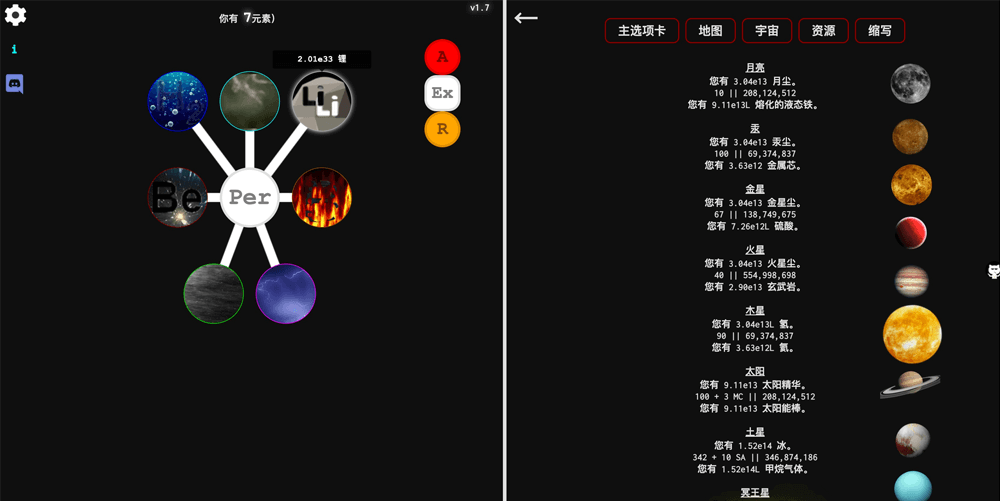 你有 7元素)
v1.7
i
2.01e33 锂
A
Li
Li
Ex
R
Be
Per
主选项卡
地图
宇宙
资源
缩写
月亮
您有 3.04e13 月尘。
10 || 208,124,512
您有 9.11e13L 熔化的液态铁。
汞
您有 3.04e13 汞尘。
100 || 69,374,837
您有 3.63e12 金属芯。
金星
您有 3.04e13 金星尘。
67 || 138,749,675
您有 7.26e12L 硫酸。
火星
您有 3.04e13 火星尘。
40 || 554,998,698
您有 2.90e13 玄武岩。
木星
您有 3.04e13L 氢。
90 || 69,374,837
您有 3.63e12L 氦。
太阳
您有 9.11e13 太阳精华。
100 + 3 MC || 208,124,512
您有 9.11e13 太阳能棒。
土星
您有 1.52e14 冰。
342 + 10 SA || 346,874,186
您有 1.52e14L 甲烷气体。
冥王星